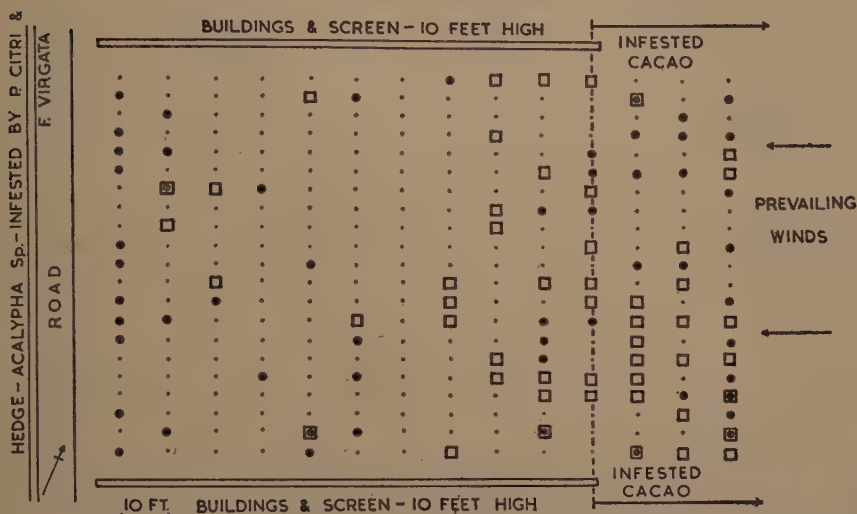 BUILDINGS & SCREEN - 10 FEET HIGH
INFESTED
CACAO
HEDGE - ACALYPHA Sp. - INFESTED BY P. CITRI &
F. VIRGATA
ROAD
PREVAILING
WINDS
INFESTED
CACAO
10 FT. BUILDINGS & SCREEN - 10 FEET HIGH